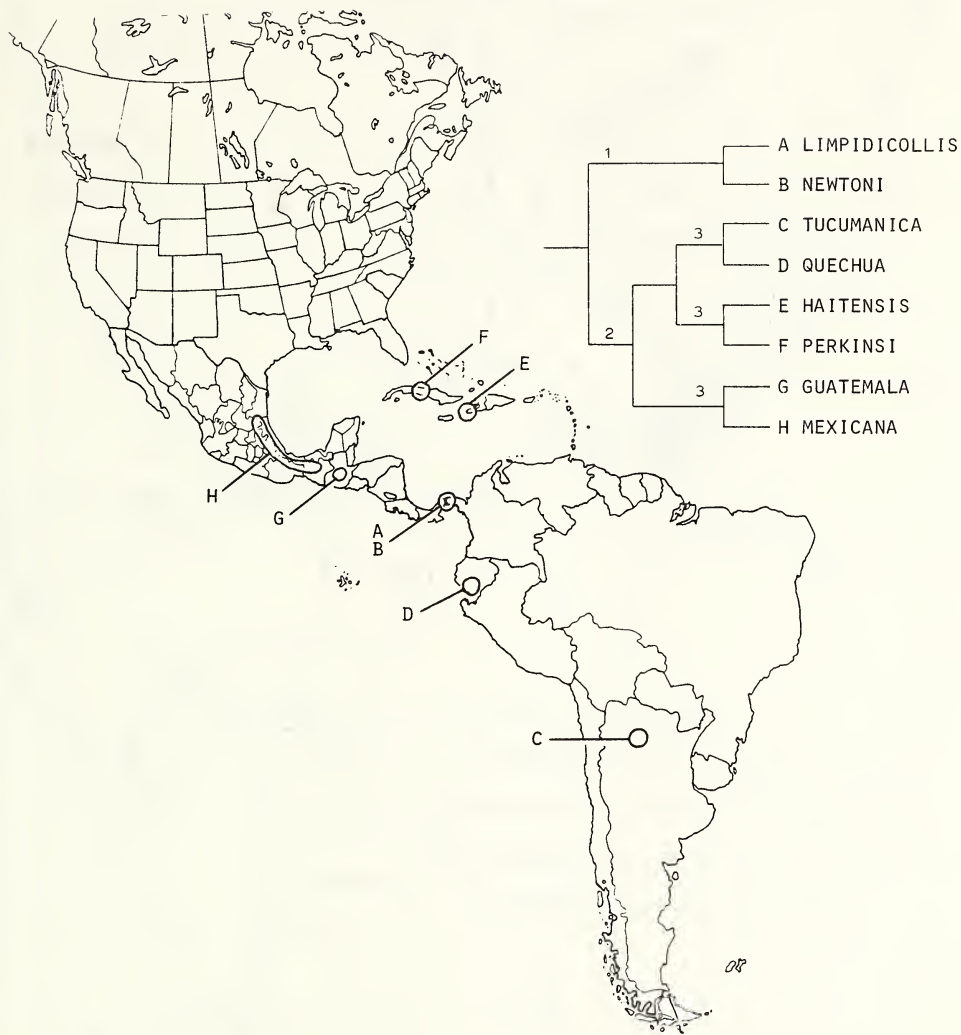 1
A LIMPIDICOLLIS
B NEWTONI
3
C TUCUMANICA
D QUECHUA
3
E HAITENSIS
2
F PERKINSI
3
G GUATEMALA
H MEXICANA
F
E
H
G
A
B
D
C